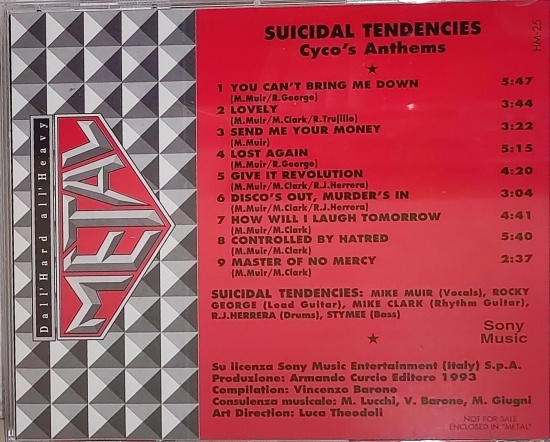 SUICIDAL TENDENCIES
Cyco's Anthems
HM-25
1 YOU CAN'T BRING ME DOWN 5:47
(M.Muir/R.George)
2 LOVELY 3:44
(M.Muir/M.Clark/R.Trujillo)
3 SEND ME YOUR MONEY 3:22
(M.Muir)
4 LOST AGAIN 5:15
(M.Muir/R.George)
5 GIVE IT REVOLUTION 4:20
(M.Muir/M.Clark/R.J.Herrera)
6 DISCO'S OUT, MURDER'S IN 3:04
(M.Muir/M.Clark/R.J.Herrera)
7 HOW WILL I LAUGH TOMORROW 4:41
(M.Muir/M.Clark)
8 CONTROLLED BY HATRED 5:40
(M.Muir/M.Clark)
9 MASTER OF NO MERCY 2:37
(M.Muir/M.Clark)
SUICIDAL TENDENCIES: MIKE MUIR (Vocals), ROCKY
GEORGE (Lead Guitar), MIKE CLARK (Rhythm Guitar),
R.J.HERRERA (Drums), STYMEE (Bass)
Sony
Music
Su licenza Sony Music Entertainment (Italy) S.p.A.
Produzione: Armando Curcio Editore 1993
Compilation: Vincenzo Barone
Consulenza musicale: M. Lucchi, V. Barone, M. Giugni
Art Direction: Luca Theodoli
NOT FOR SALE
ENCLOSED IN "METAL"
Dall'Hard all'Heavy
METAL